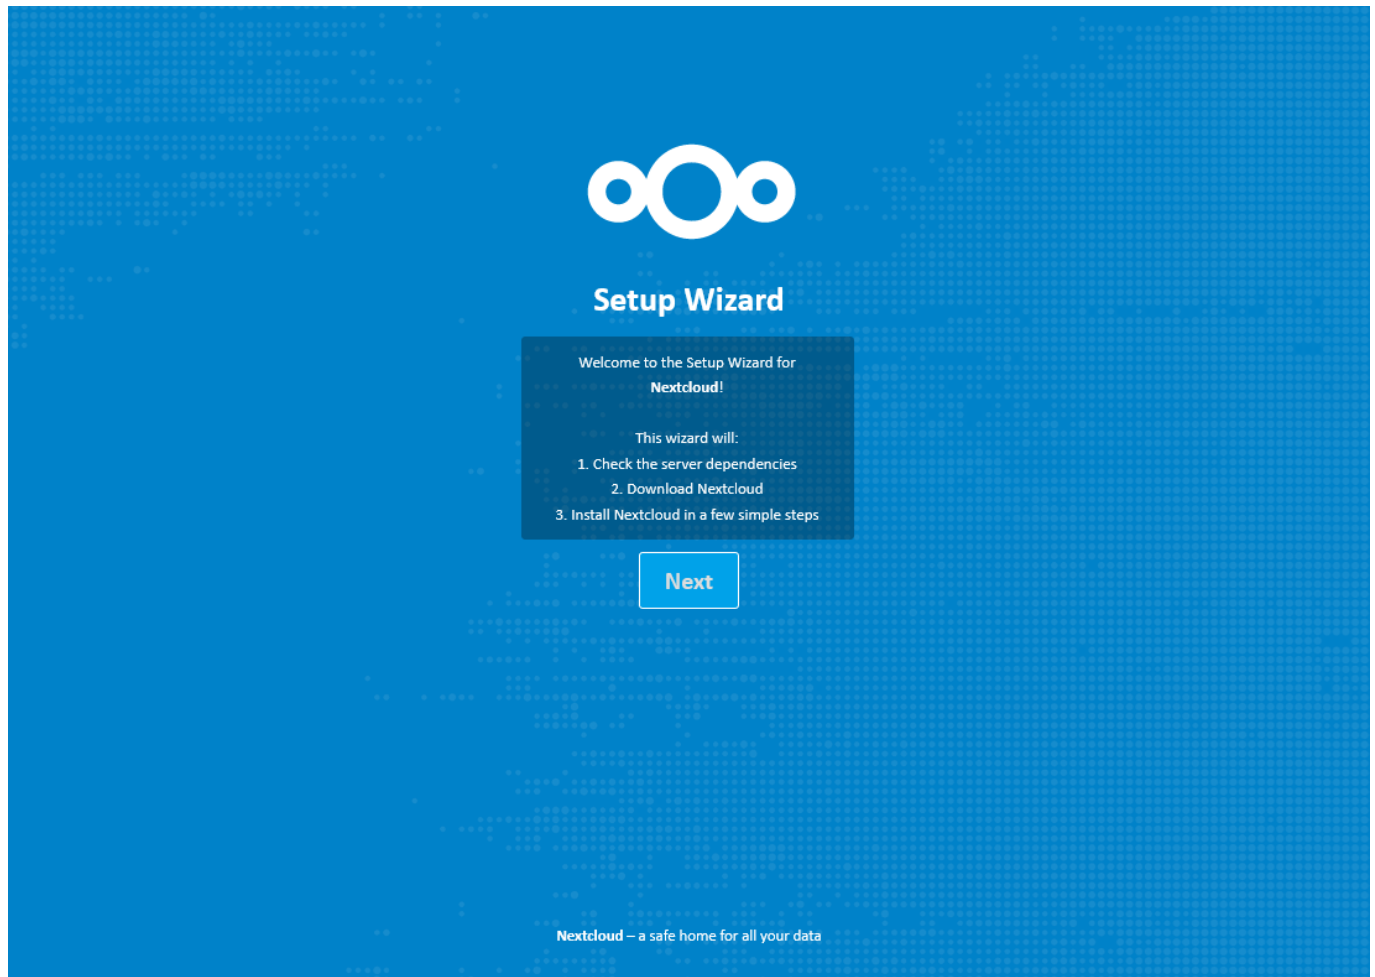 Setup Wizard
Welcome to the Setup Wizard for
Nextcloud!
This wizard will:
1. Check the server dependencies
2. Download Nextcloud
3. Install Nextcloud in a few simple steps
Next
Nextcloud – a safe home for all your data